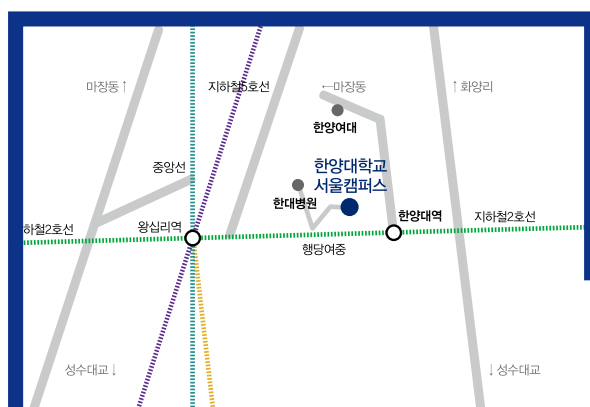 마장동↑
지하철5호선
←마장동
↑화양리
한양여대
중앙선
한양대학교
서울캠퍼스
한대병원
한양대역
지하철2호선
왕십리역
하철2호선
행당여중
성수대교↓
↓성수대교